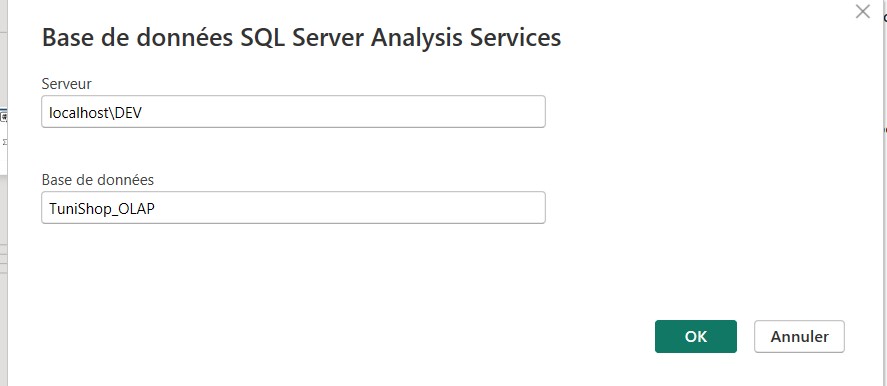 Base de données SQL Server Analysis Services
Serveur
localhost\DEV
Base de données
TuniShop_OLAP
OK
Annuler